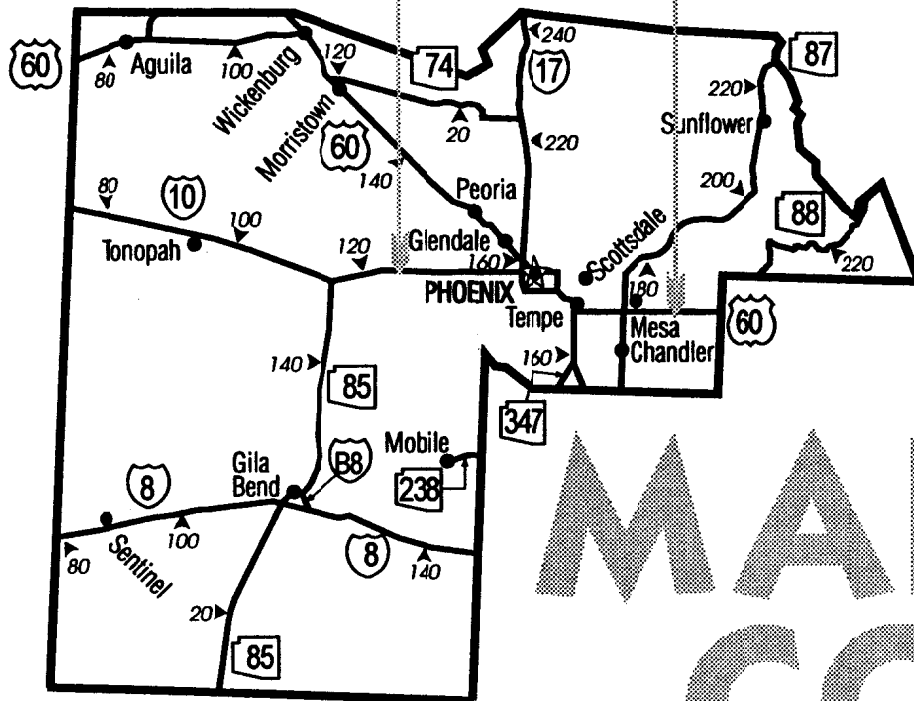 240
60
74
17
87
120
80
Aguila
100
220
Wickenburg
Sunflower
Morristown
20
60
220
140
80
10
Peoria
200
88
100
Glendale
Scottsdale
Tonopah
120
160
220
PHOENIX
180
Tempe
Mesa
60
Chandler
140
160
85
347
Mobile
Gila
Bend
B8
8
238
MA
100
8
80
Sentinel
140
20
85
CO